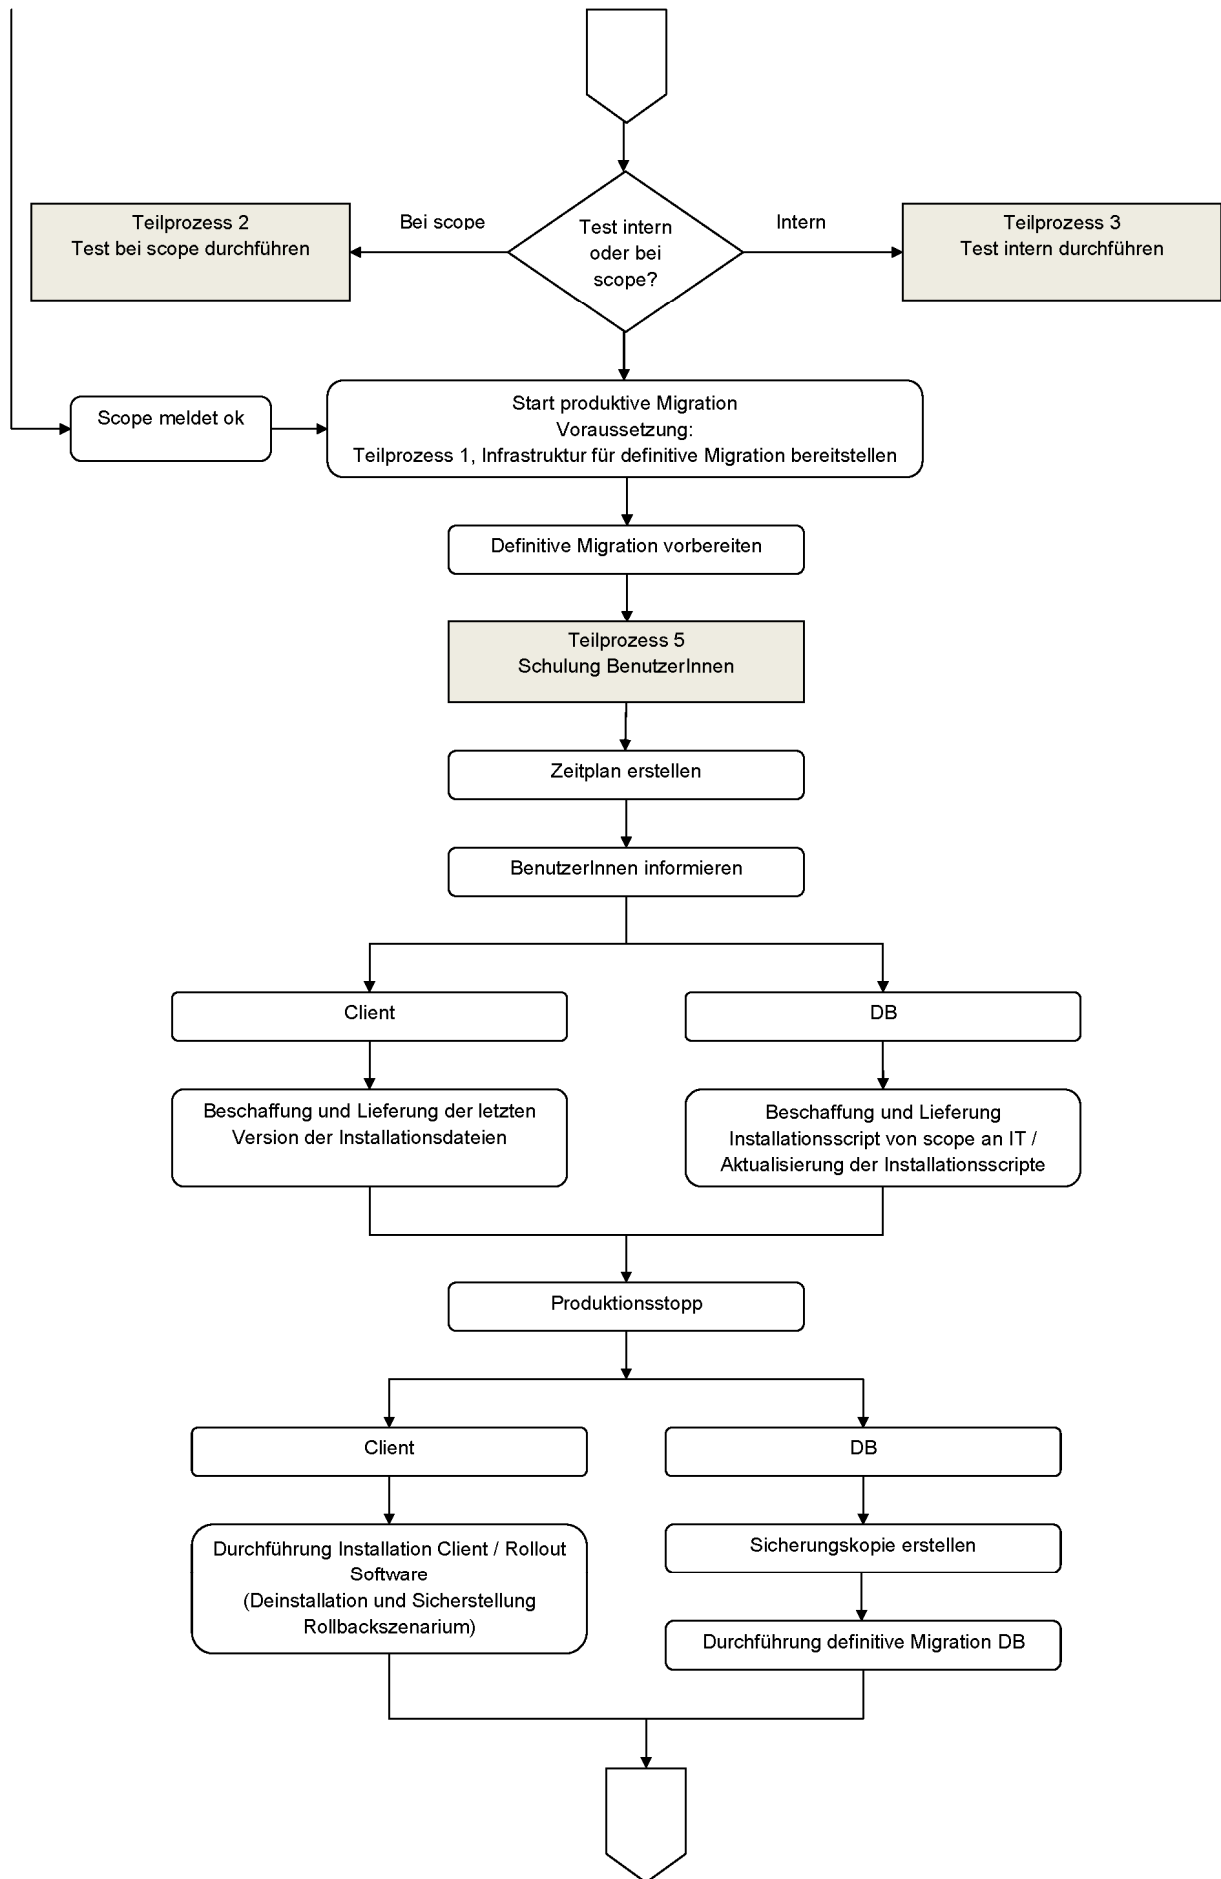 Test intern
oder bei
scope?
Bei scope
Intern
Teilprozess 2
Test bei scope durchführen
Teilprozess 3
Test intern durchführen
Scope meldet ok
Start produktive Migration
Voraussetzung:
Teilprozess 1, Infrastruktur für definitive Migration bereitstellen
Definitive Migration vorbereiten
Teilprozess 5
Schulung BenutzerInnen
Zeitplan erstellen
BenutzerInnen informieren
Client
DB
Beschaffung und Lieferung der letzten
Version der Installationsdateien
Beschaffung und Lieferung
Installationsscript von scope an IT /
Aktualisierung der Installationsscripte
Produktionsstopp
Client
DB
Durchführung Installation Client / Rollout
Software
(Deinstallation und Sicherstellung
Rollbackszenarium)
Sicherungskopie erstellen
Durchführung definitive Migration DB